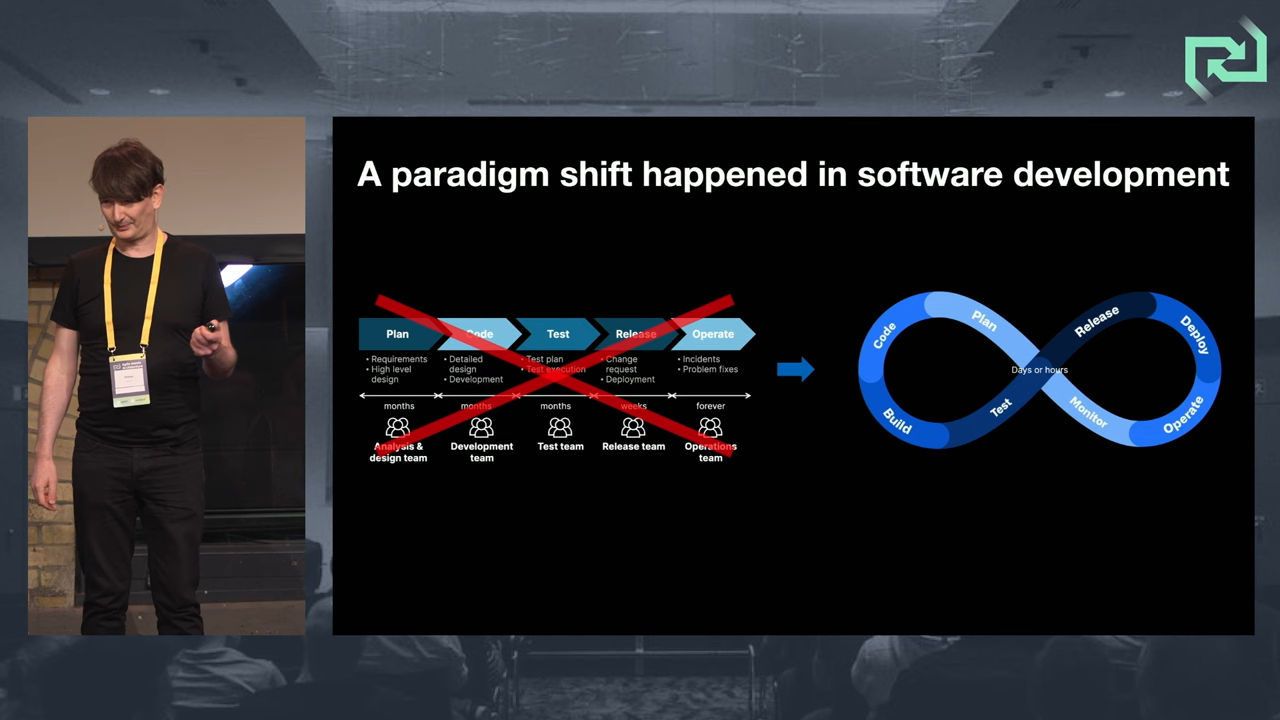 A paradigm shift happened in software development
Plan
Code
Test
Release
Operate
• Requirements
• High level
design
• Detailed
design
• Development
• Test plan
• Test execution
• Change
request
• Deployment
• Incidents
• Problem fixes
months
months
months
weeks
forever
Analysis &
design team
Development
team
Test team
Release team
Operations
team
Code
Plan
Build
Test
Days or hours
Release
Deploy
Operate
Monitor